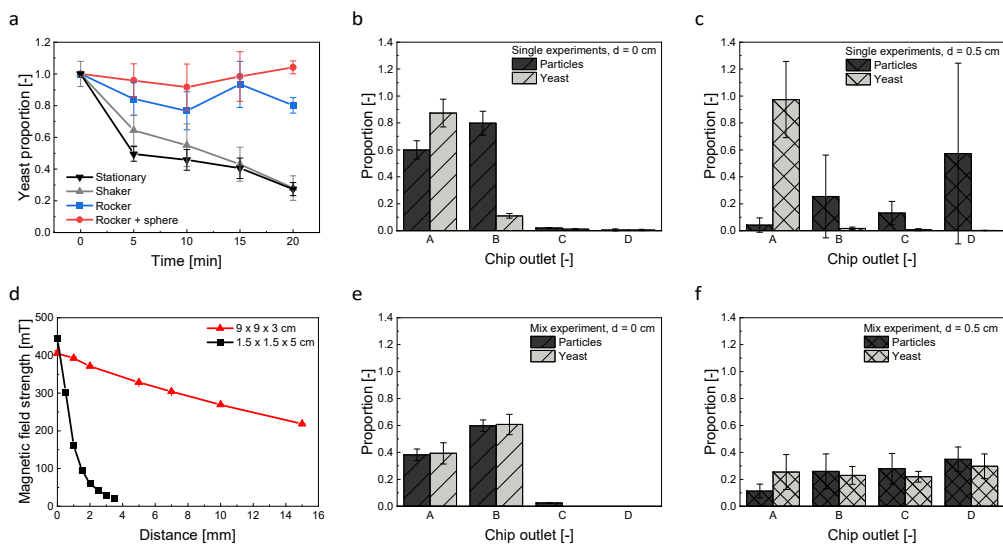 a
1.2
1.0
0.8
0.6
0.4
0.2
0.0
Yeast proportion [-]
Stationary
Shaker
Rocker
Rocker + sphere
0 5 10 15 20
Time [min]
b
1.4
1.2
1.0
0.8
0.6
0.4
0.2
0.0
Proportion [-]
Single experiments, d = 0 cm
Particles
Yeast
A B C D
Chip outlet [-]
c
1.4
1.2
1.0
0.8
0.6
0.4
0.2
0.0
Proportion [-]
Single experiments, d = 0.5 cm
Particles
Yeast
A B C D
Chip outlet [-]
d
500
400
300
200
100
0
Magnetic field strength [mT]
9 x 9 x 3 cm
1.5 x 1.5 x 5 cm
0 2 4 6 8 10 12 14 16
Distance [mm]
e
1.4
1.2
1.0
0.8
0.6
0.4
0.2
0.0
Proportion [-]
Mix experiment, d = 0 cm
Particles
Yeast
A B C D
Chip outlet [-]
f
1.4
1.2
1.0
0.8
0.6
0.4
0.2
0.0
Proportion [-]
Mix experiment, d = 0.5 cm
Particles
Yeast
A B C D
Chip outlet [-]